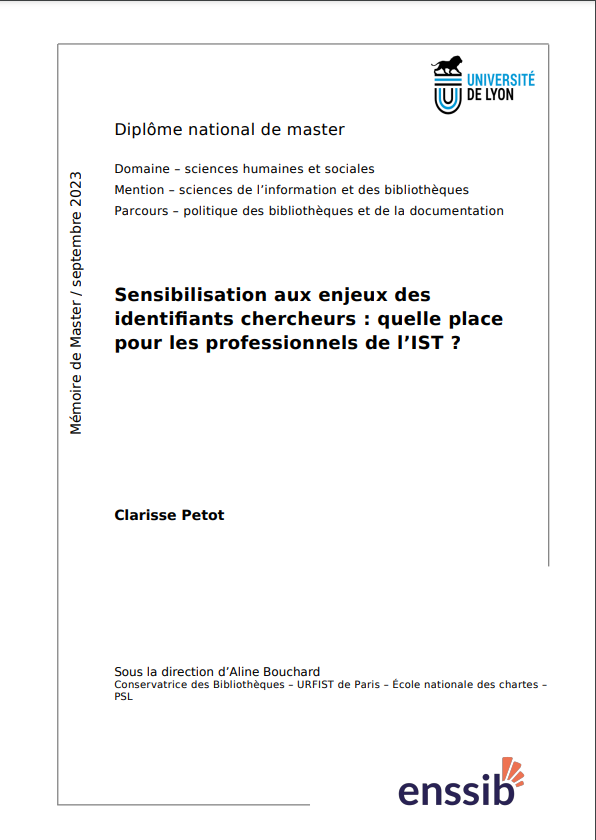 UNIVERSITÉ
DE LYON
Diplôme national de master
Domaine – sciences humaines et sociales
Mention – sciences de l’information et des bibliothèques
Parcours – politique des bibliothèques et de la documentation
Mémoire de Master / septembre 2023
Sensibilisation aux enjeux des
identifiants chercheurs : quelle place
pour les professionnels de l’IST ?
Clarisse Petot
Sous la direction d’Aline Bouchard
Conservatrice des Bibliothèques – URFIST de Paris – École nationale des chartes –
PSL
enssib